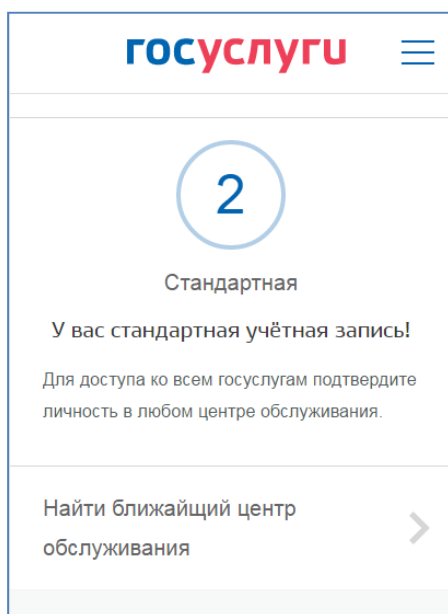 госуслуги
2
Стандартная
У вас стандартная учётная запись!
Для доступа ко всем госуслугам подтвердите
личность в любом центре обслуживания.
Найти ближайщий центр
обслуживания